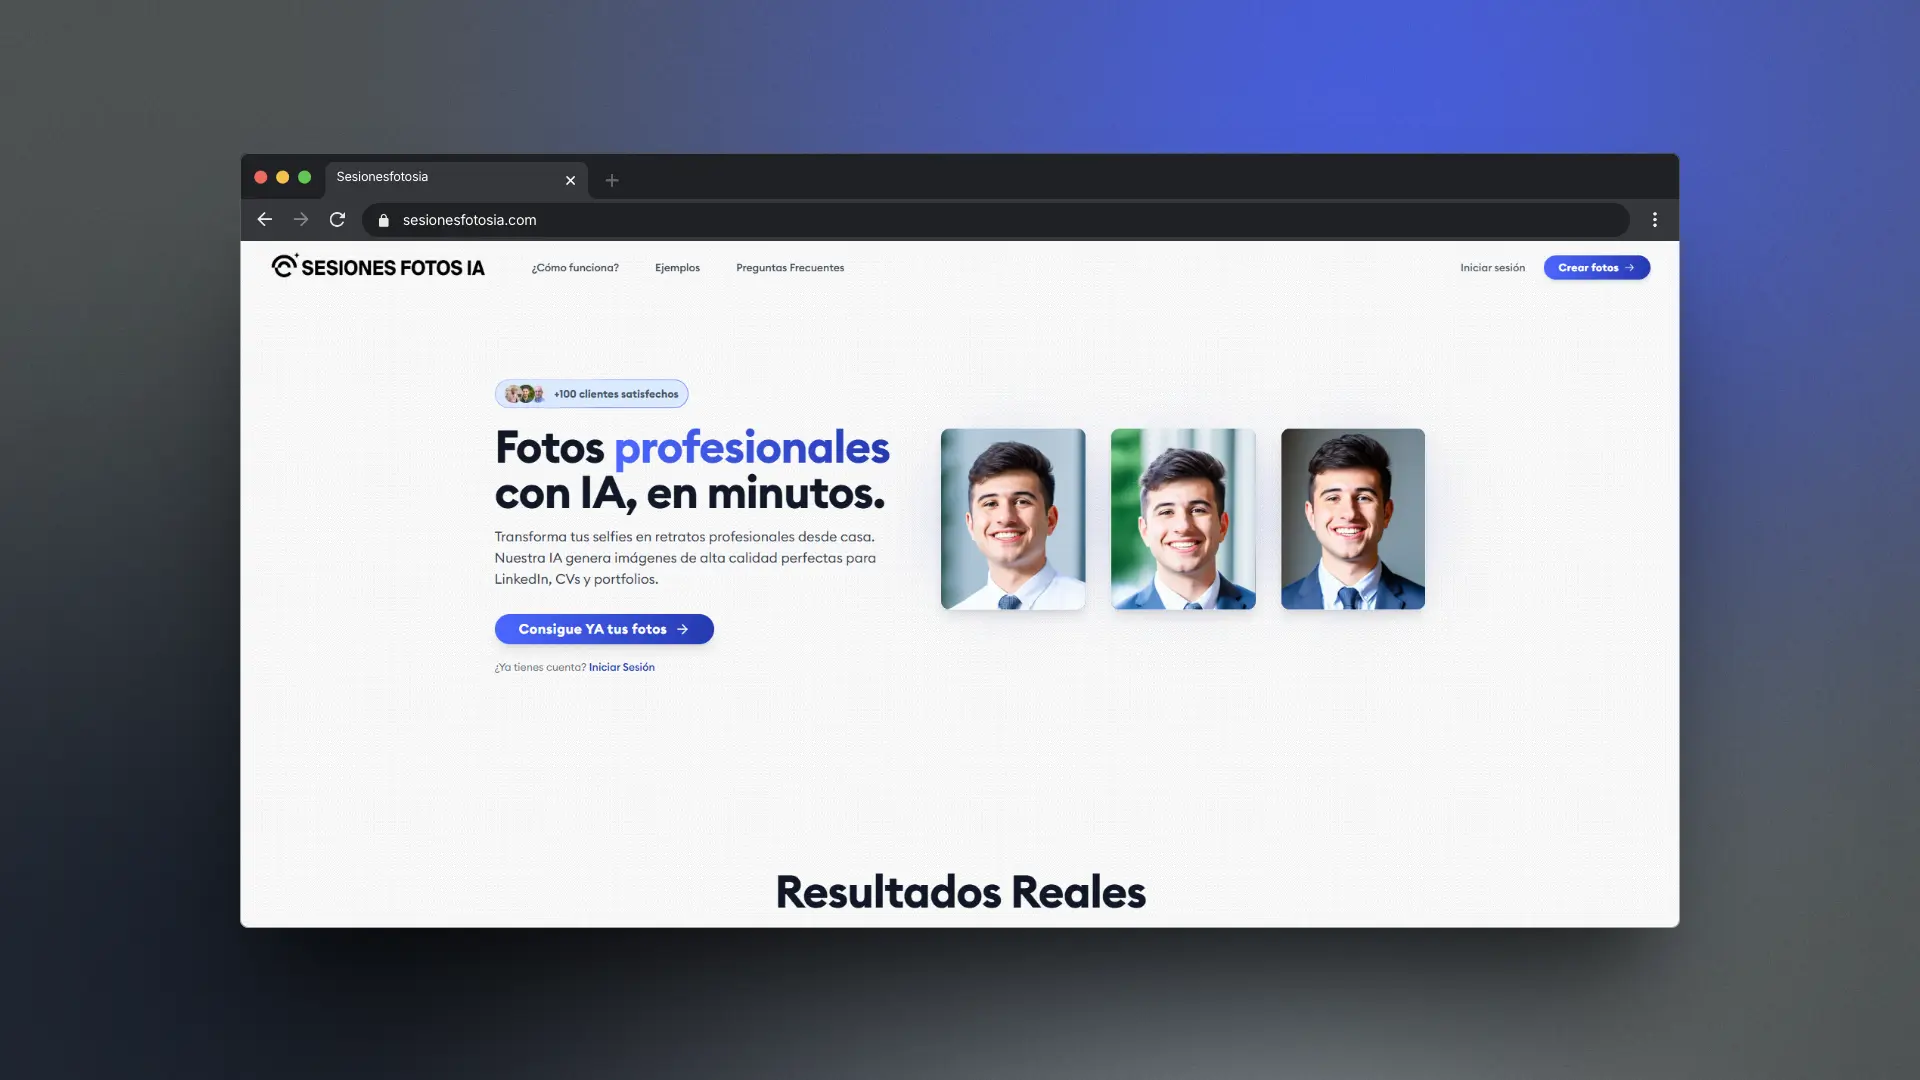 Sesionesfotosia
sesionesfotosia.com
SESIONES FOTOS IA
¿Cómo funciona?
Ejemplos
Preguntas Frecuentes
Iniciar sesión
Crear fotos
+100 clientes satisfechos
Fotos profesionales
con IA, en minutos.
Transforma tus selfies en retratos profesionales desde casa.
Nuestra IA genera imágenes de alta calidad perfectas para
LinkedIn, CVs y portfolios.
Consigue YA tus fotos
¿Ya tienes cuenta? Iniciar Sesión
Resultados Reales